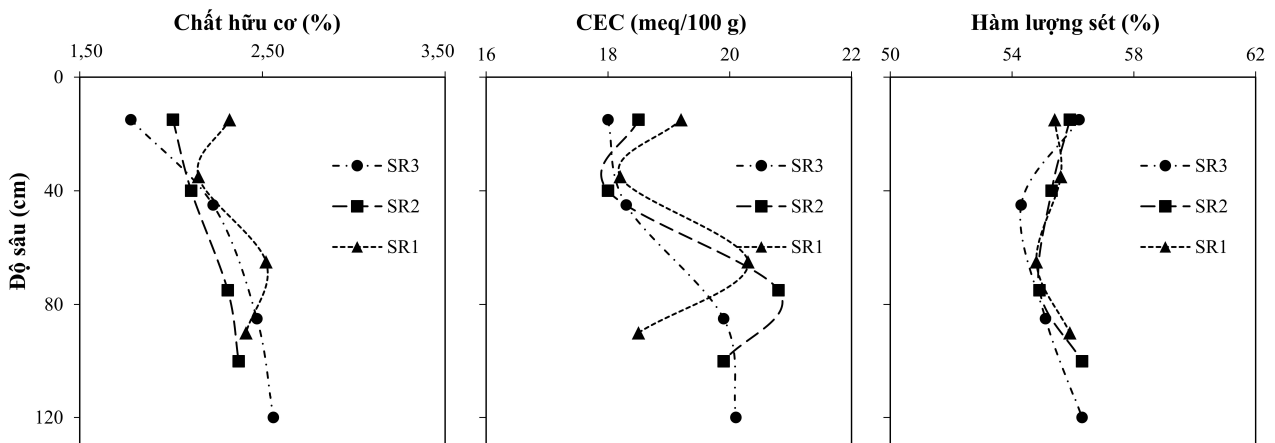 Chất hữu cơ (%)
1,50 2,50 3,50
0
40
80
120
Độ sâu (cm)
SR3
SR2
SR1
CEC (meq/100 g)
16 18 20 22
SR3
SR2
SR1
Hàm lượng sét (%)
50 54 58 62
SR3
SR2
SR1